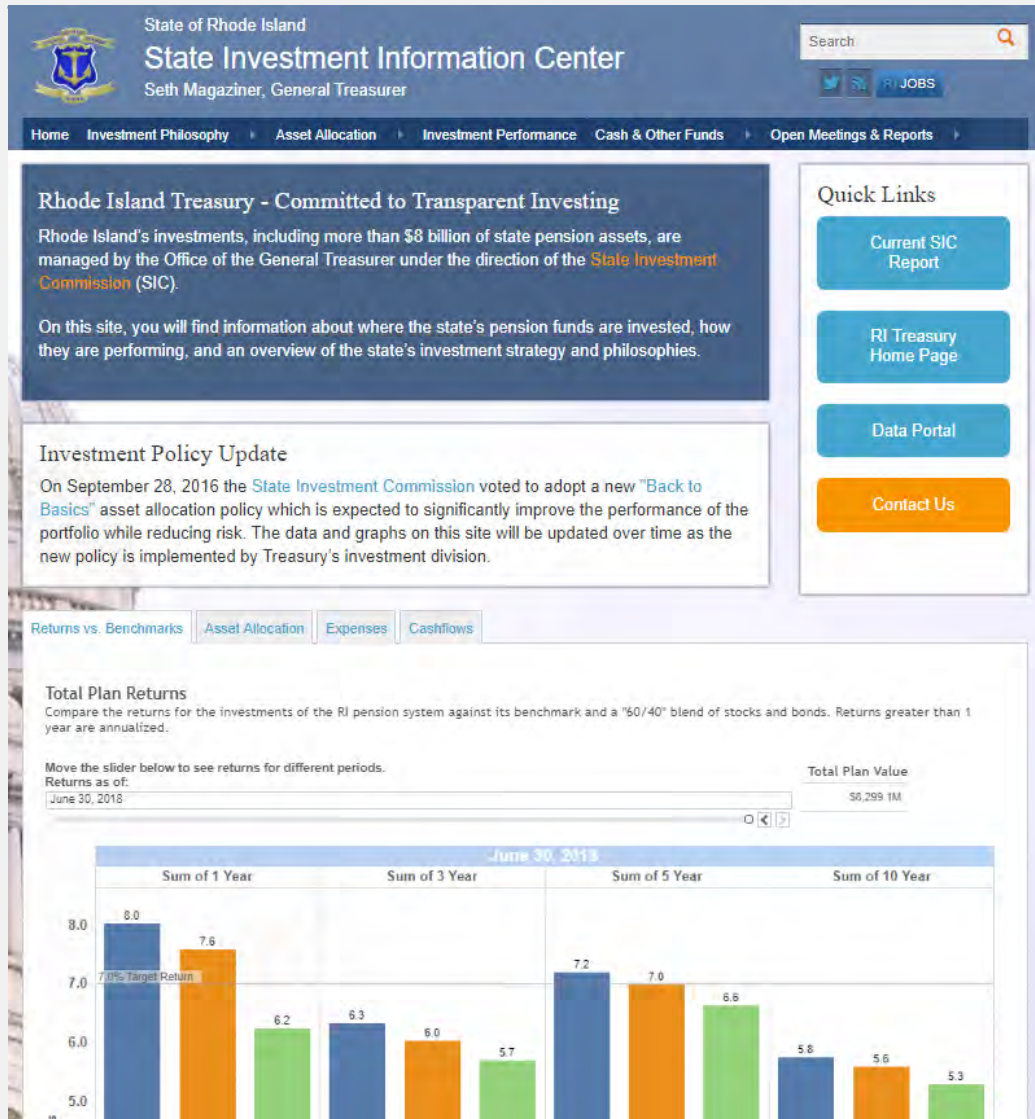 State of Rhode Island
State Investment Information Center
Seth Magaziner, General Treasurer
Search
RI JOBS
Home Investment Philosophy Asset Allocation Investment Performance Cash & Other Funds Open Meetings & Reports
Rhode Island Treasury - Committed to Transparent Investing
Rhode Island's investments, including more than $8 billion of state pension assets, are
managed by the Office of the General Treasurer under the direction of the State Investment
Commission (SIC).
On this site, you will find information about where the state's pension funds are invested, how
they are performing, and an overview of the state's investment strategy and philosophies.
Quick Links
Current SIC
Report
RI Treasury
Home Page
Data Portal
Contact Us
Investment Policy Update
On September 28, 2016 the State Investment Commission voted to adopt a new "Back to
Basics" asset allocation policy which is expected to significantly improve the performance of the
portfolio while reducing risk. The data and graphs on this site will be updated over time as the
new policy is implemented by Treasury's investment division.
Returns vs. Benchmarks Asset Allocation Expenses Cashflows
Total Plan Returns
Compare the returns for the investments of the RI pension system against its benchmark and a "60/40" blend of stocks and bonds. Returns greater than 1
year are annualized.
Move the slider below to see returns for different periods.
Returns as of:
June 30, 2018
Total Plan Value
$8,299.1M
June 30, 2018
Sum of 1 Year Sum of 3 Year Sum of 5 Year Sum of 10 Year
8.0
7.0
6.0
5.0
7.0% Target Return
8.0 7.6 6.2
6.3 6.0 5.7
7.2 7.0 6.6
5.8 5.6 5.3